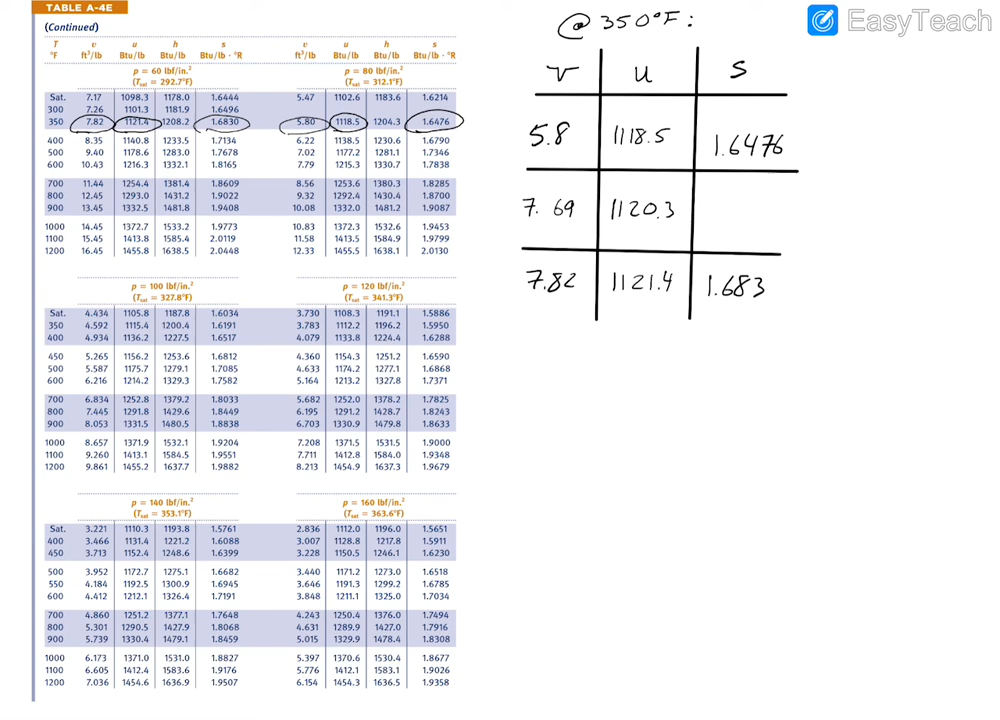 TABLE A-4E
(Continued)
T v u h s v u h s
°F ft³/lb Btu/lb Btu/lb Btu/lb · °R ft³/lb Btu/lb Btu/lb Btu/lb · °R
p = 60 lbf/in.² p = 80 lbf/in.²
(Tsat = 292.7°F) (Tsat = 312.1°F)
Sat. 7.17 1098.3 1178.0 1.6444 5.47 1102.6 1183.6 1.6214
300 7.26 1101.3 1181.9 1.6496
350 7.82 1121.4 1208.2 1.6830 5.80 1118.5 1204.3 1.6476
400 8.35 1140.8 1233.5 1.7134 6.22 1138.5 1230.6 1.6790
500 9.40 1178.6 1283.0 1.7678 7.02 1177.2 1281.1 1.7346
600 10.43 1216.3 1332.1 1.8165 7.79 1215.3 1330.7 1.7838
700 11.44 1254.4 1381.4 1.8609 8.56 1253.6 1380.3 1.8285
800 12.45 1293.0 1431.2 1.9022 9.32 1292.4 1430.4 1.8700
900 13.45 1332.5 1481.8 1.9408 10.08 1332.0 1481.2 1.9087
1000 14.45 1372.7 1533.2 1.9773 10.83 1372.3 1532.6 1.9453
1100 15.45 1413.8 1585.4 2.0119 11.58 1413.5 1584.9 1.9799
1200 16.45 1455.8 1638.5 2.0448 12.33 1455.5 1638.1 2.0130
p = 100 lbf/in.² p = 120 lbf/in.²
(Tsat = 327.8°F) (Tsat = 341.3°F)
Sat. 4.434 1105.8 1187.8 1.6034 3.730 1108.3 1191.1 1.5886
350 4.592 1115.4 1200.4 1.6191 3.783 1112.2 1196.2 1.5950
400 4.934 1136.2 1227.5 1.6517 4.079 1133.8 1224.4 1.6288
450 5.265 1156.2 1253.6 1.6812 4.360 1154.3 1251.2 1.6590
500 5.587 1175.7 1279.1 1.7085 4.633 1174.2 1277.1 1.6868
600 6.216 1214.2 1329.3 1.7582 5.164 1213.2 1327.8 1.7371
700 6.834 1252.8 1379.2 1.8033 5.682 1252.0 1378.2 1.7825
800 7.445 1291.8 1429.6 1.8449 6.195 1291.2 1428.7 1.8243
900 8.053 1331.5 1480.5 1.8838 6.703 1330.9 1479.8 1.8633
1000 8.657 1371.9 1532.1 1.9204 7.208 1371.5 1531.5 1.9000
1100 9.260 1413.1 1584.5 1.9551 7.711 1412.8 1584.0 1.9348
1200 9.861 1455.2 1637.7 1.9882 8.213 1454.9 1637.3 1.9679
p = 140 lbf/in.² p = 160 lbf/in.²
(Tsat = 353.1°F) (Tsat = 363.6°F)
Sat. 3.221 1110.3 1193.8 1.5761 2.836 1112.0 1196.0 1.5651
400 3.466 1131.4 1221.2 1.6088 3.007 1128.8 1217.8 1.5911
450 3.713 1152.4 1248.6 1.6399 3.228 1150.5 1246.1 1.6230
500 3.952 1172.7 1275.1 1.6682 3.440 1171.2 1273.0 1.6518
550 4.184 1192.5 1300.9 1.6945 3.646 1191.3 1299.2 1.6785
600 4.412 1212.1 1326.4 1.7191 3.848 1211.1 1325.0 1.7034
700 4.860 1251.2 1377.1 1.7648 4.243 1250.4 1376.0 1.7494
800 5.301 1290.5 1427.9 1.8068 4.631 1289.9 1427.0 1.7916
900 5.739 1330.4 1479.1 1.8459 5.015 1329.9 1478.4 1.8308
1000 6.173 1371.0 1531.0 1.8827 5.397 1370.6 1530.4 1.8677
1100 6.605 1412.4 1583.6 1.9176 5.776 1412.1 1583.1 1.9026
1200 7.036 1454.6 1636.9 1.9507 6.154 1454.3 1636.5 1.9358
@ 350°F:
v u s
5.8 1118.5 1.6476
7.69 1120.3
7.82 1121.4 1.683
EasyTeach